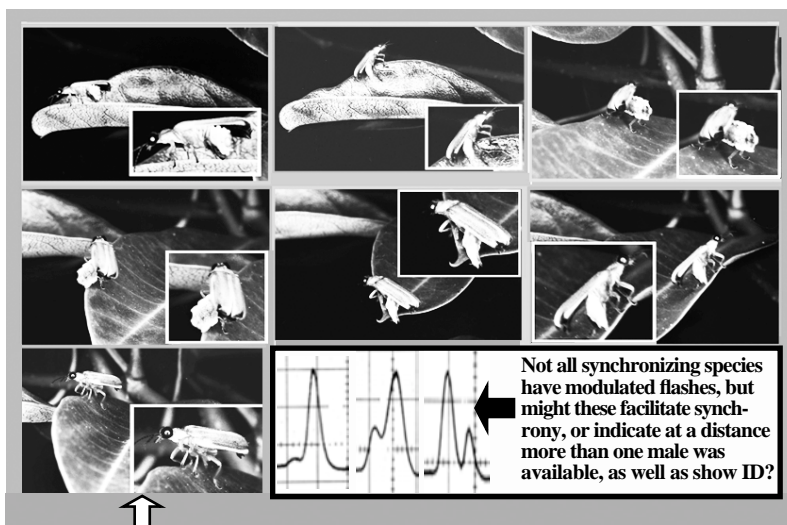 Not all synchronizing species
have modulated flashes, but
might these facilitate synch-
rony, or indicate at a distance
more than one male was
available, as well as show ID?